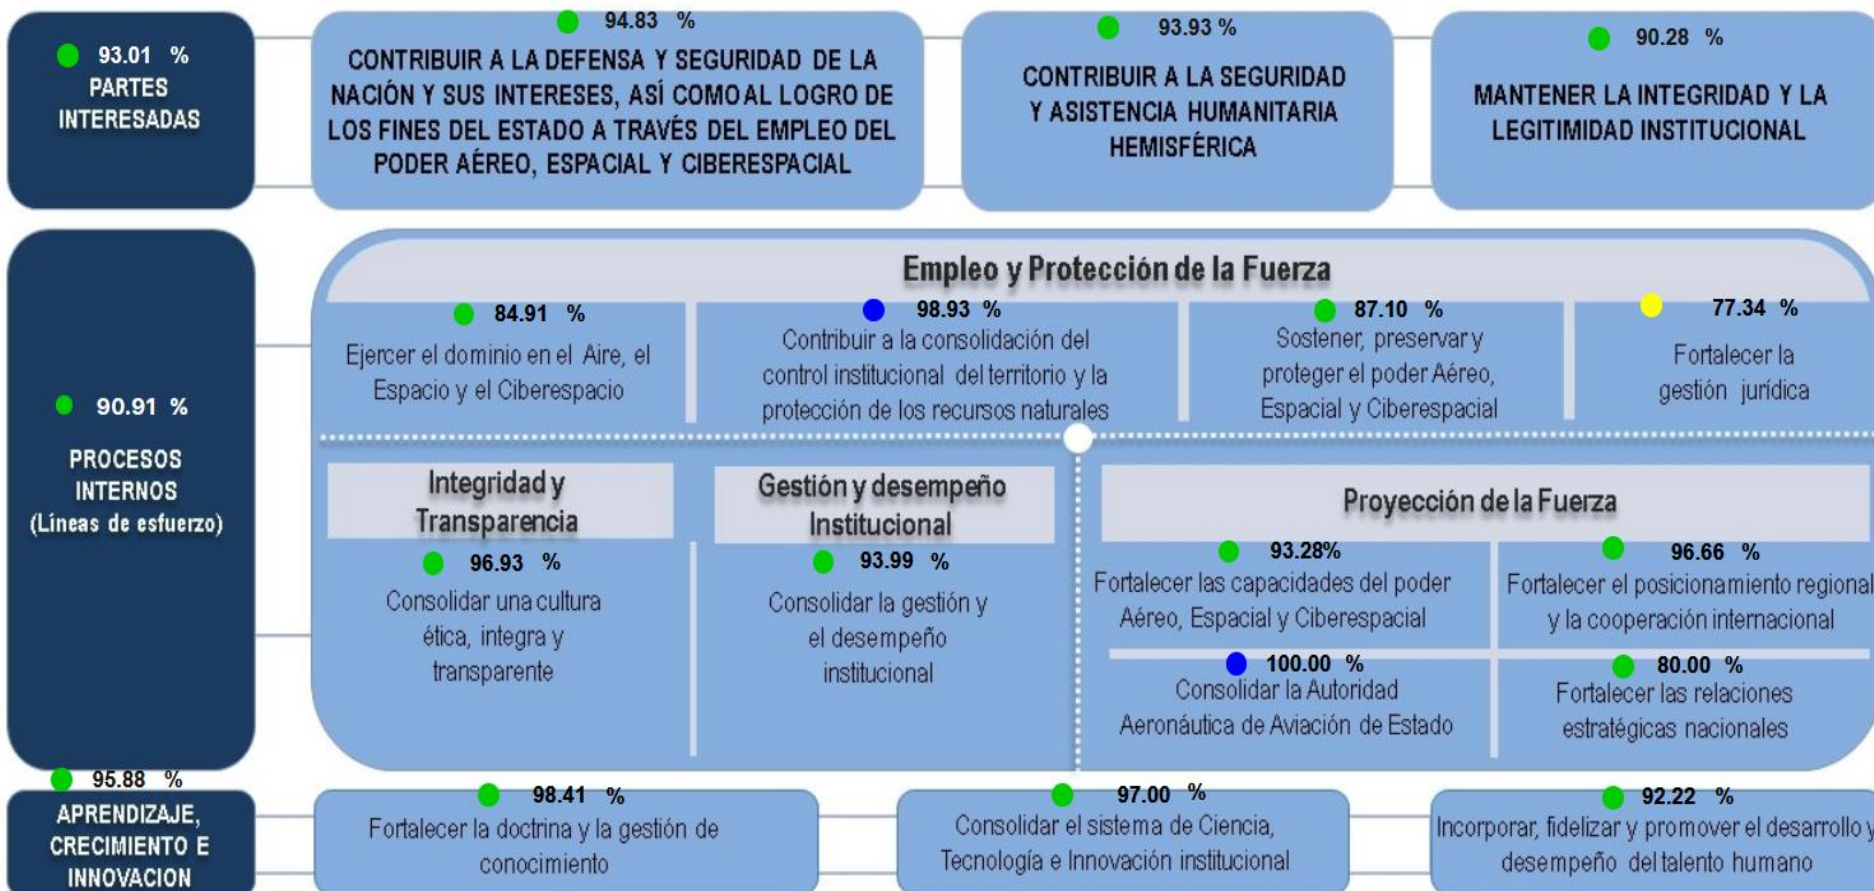 93.01 %
PARTES
INTERESADAS
94.83 %
CONTRIBUIR A LA DEFENSA Y SEGURIDAD DE LA
NACIÓN Y SUS INTERESES, ASÍ COMO AL LOGRO DE
LOS FINES DEL ESTADO A TRAVÉS DEL EMPLEO DEL
PODER AÉREO, ESPACIAL Y CIBERESPACIAL
93.93 %
CONTRIBUIR A LA SEGURIDAD
Y ASISTENCIA HUMANITARIA
HEMISFÉRICA
90.28 %
MANTENER LA INTEGRIDAD Y LA
LEGITIMIDAD INSTITUCIONAL
90.91 %
PROCESOS
INTERNOS
(Líneas de esfuerzo)
Empleo y Protección de la Fuerza
84.91 %
Ejercer el dominio en el Aire, el
Espacio y el Ciberespacio
98.93 %
Contribuir a la consolidación del
control institucional del territorio y la
protección de los recursos naturales
87.10 %
Sostener, preservar y
proteger el poder Aéreo,
Espacial y Ciberespacial
77.34 %
Fortalecer la
gestión jurídica
Integridad y
Transparencia
96.93 %
Consolidar una cultura
ética, integra y
transparente
Gestión y desempeño
Institucional
93.99 %
Consolidar la gestión y
el desempeño
institucional
Proyección de la Fuerza
93.28%
Fortalecer las capacidades del poder
Aéreo, Espacial y Ciberespacial
96.66 %
Fortalecer el posicionamiento regional
y la cooperación internacional
100.00 %
Consolidar la Autoridad
Aeronáutica de Aviación de Estado
80.00 %
Fortalecer las relaciones
estratégicas nacionales
95.88 %
APRENDIZAJE,
CRECIMIENTO E
INNOVACION
98.41 %
Fortalecer la doctrina y la gestión de
conocimiento
97.00 %
Consolidar el sistema de Ciencia,
Tecnología e Innovación institucional
92.22 %
Incorporar, fidelizar y promover el desarrollo y
desempeño del talento humano